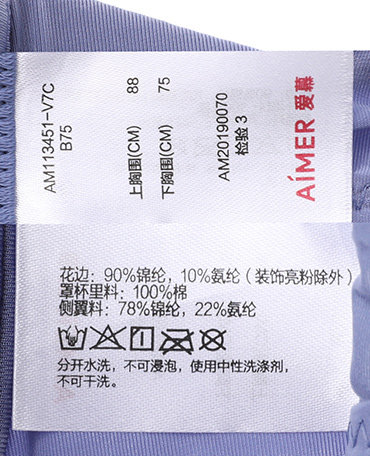 AiMER 爱慕
AM20190070
检验 3
上胸围(CM) 88
下胸围(CM) 75
AM113451-V7C
B75
花边: 90%锦纶, 10%氨纶 (装饰亮粉除外)
罩杯里料: 100%棉
侧翼料: 78%锦纶, 22%氨纶
分开水洗, 不可浸泡, 使用中性洗涤剂,
不可干洗。